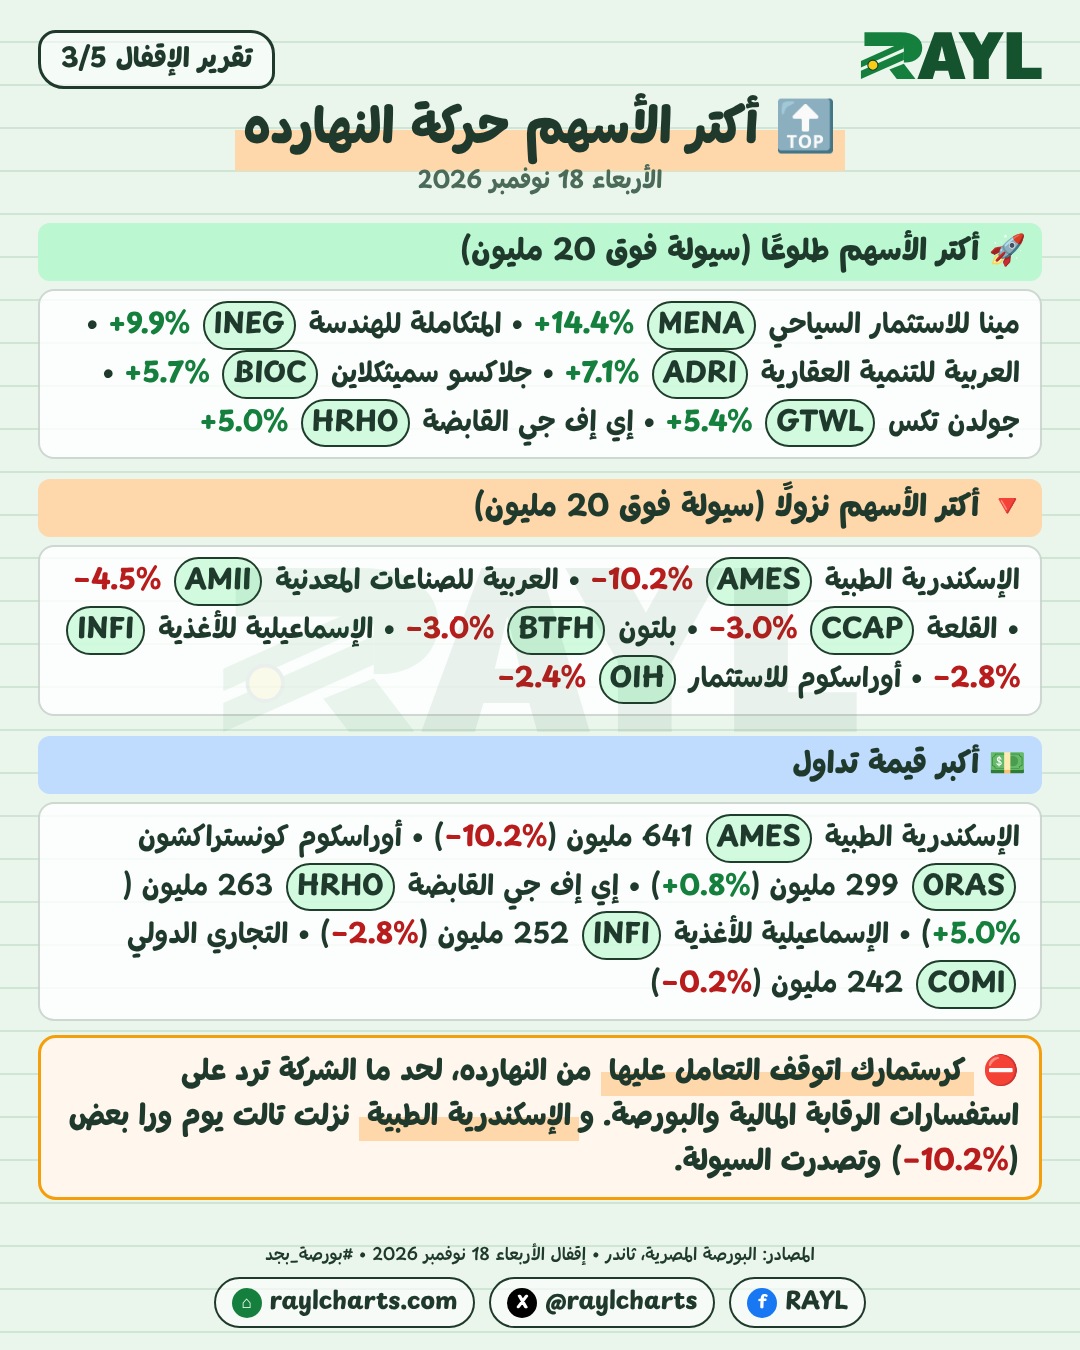 RAYL
تقرير الإقفال 3/5
TOP أكتر الأسهم حركة النهارده
الأربعاء 18 نوفمبر 2026
🚀 أكتر الأسهم طلوعًا (سيولة فوق 20 مليون)
مينا للاستثمار السياحي MENA +14.4% • المتكاملة للهندسة INEG +9.9% •
العربية للتنمية العقارية ADRI +7.1% • جلاكسو سميثكلاين BIOC +5.7% •
جولدن تكس GTWL +5.4% • إي إف جي القابضة HRHO +5.0%
🔻 أكتر الأسهم نزولًا (سيولة فوق 20 مليون)
الإسكندرية الطبية AMES −10.2% • العربية للصناعات المعدنية AMII −4.5%
• القلعة CCAP −3.0% • بلتون BTFH −3.0% • الإسماعيلية للأغذية INFI
−2.8% • أوراسكوم للاستثمار OIH −2.4%
💵 أكبر قيمة تداول
الإسكندرية الطبية AMES 641 مليون (−10.2%) • أوراسكوم كونستراكشون
ORAS 299 مليون (+0.8%) • إي إف جي القابضة HRHO 263 مليون (
+5.0%) • الإسماعيلية للأغذية INFI 252 مليون (−2.8%) • التجاري الدولي
COMI 242 مليون (−0.2%)
⛔ كرستمارك اتوقف التعامل عليها من النهارده، لحد ما الشركة ترد على
استفسارات الرقابة المالية والبورصة. و الإسكندرية الطبية نزلت تالت يوم ورا بعض
(−10.2%) وتصدرت السيولة.
المصادر: البورصة المصرية، ثاندر • إقفال الأربعاء 18 نوفمبر 2026 • #بورصة_بجد
RAYL
@raylcharts
raylcharts.com